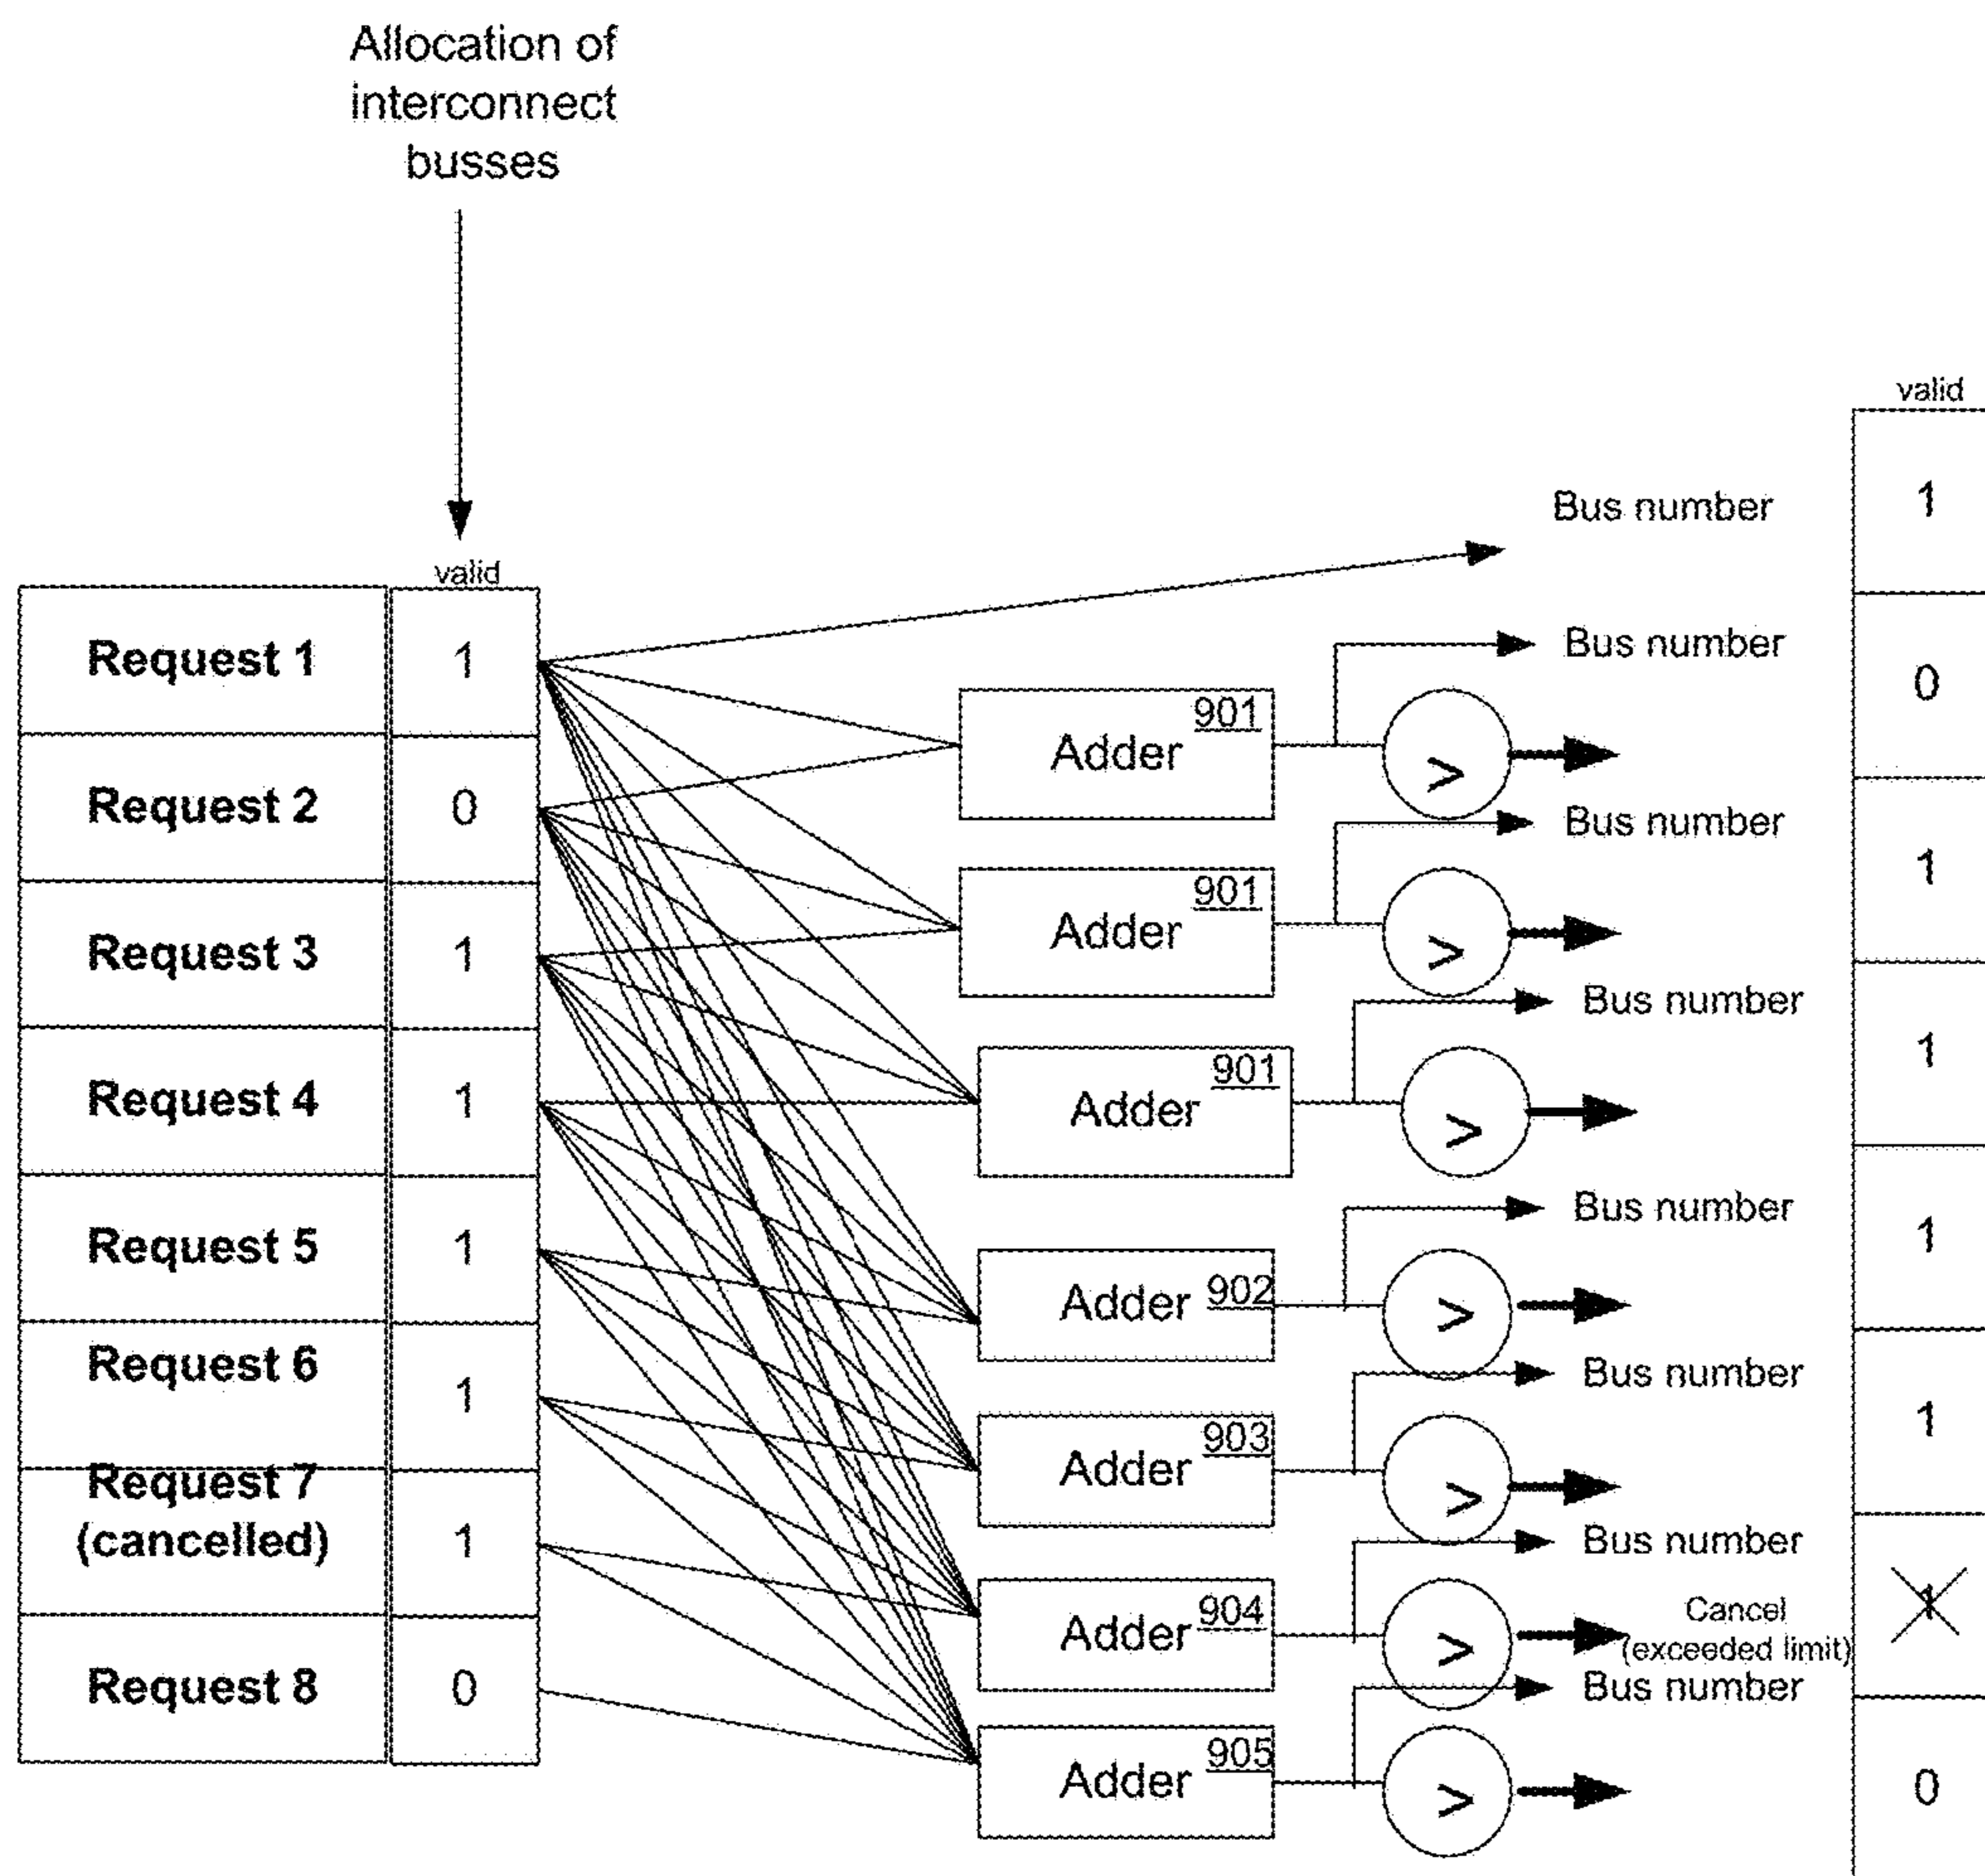 Allocation of
interconnect
busses
valid
Request 1
1
Request 2
0
Request 3
1
Request 4
1
Request 5
1
Request 6
1
Request 7
(cancelled)
1
Request 8
0
Bus number
Adder 901
>
Bus number
Adder 901
>
Bus number
Adder 901
>
Bus number
Adder 902
>
Bus number
Adder 903
>
Bus number
Adder 904
>
Bus number
Cancel
(exceeded limit)
Adder 905
>
Bus number
valid
1
0
1
1
1
1
1
0